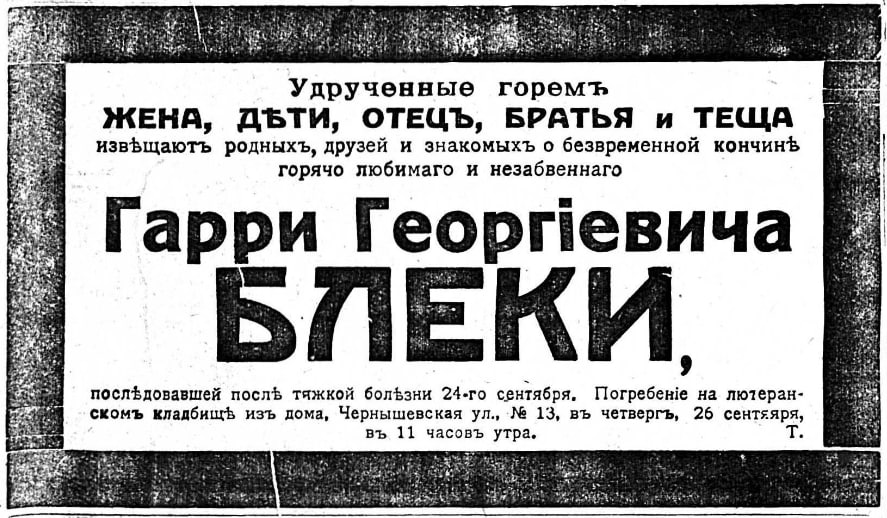 Удрученные горемъ
ЖЕНА, ДѢТИ, ОТЕЦЪ, БРАТЬЯ и ТЕЩА
извѣщаютъ родныхъ, друзей и знакомыхъ о безвременной кончинѣ
горячо любимаго и незабвеннаго
Гарри Георгіевича
БЛЕКИ,
послѣдовавшей послѣ тяжкой болѣзни 24-го сентября. Погребеніе на лютеран-
скомъ кладбищѣ изъ дома, Чернышевская ул., № 13, въ четвергъ, 26 сентяяря,
въ 11 часовъ утра. Т.